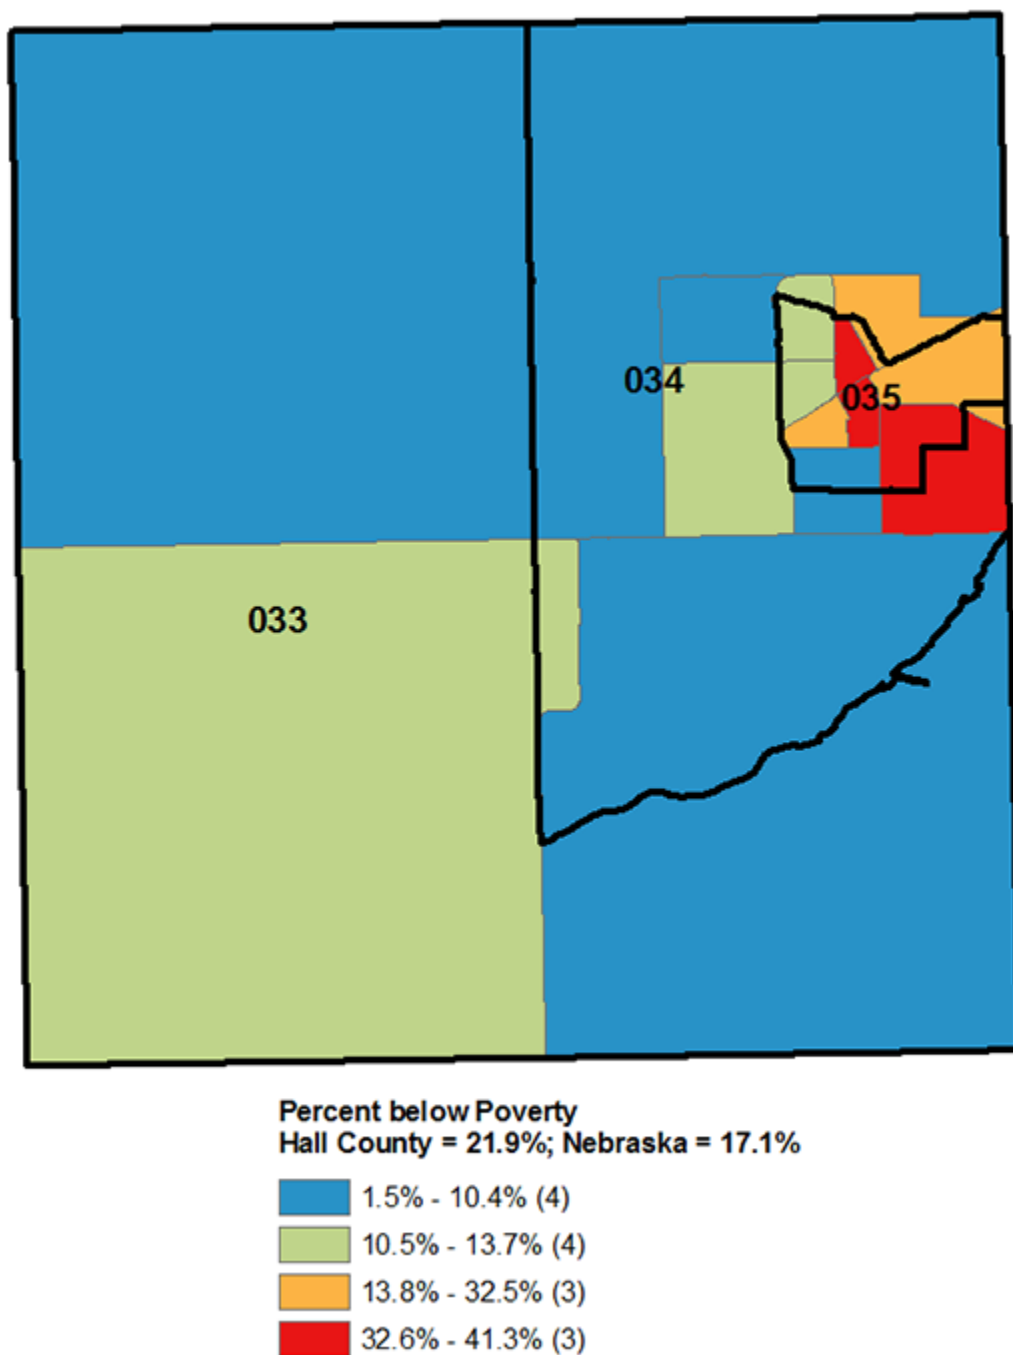 034
035
033
Percent below Poverty
Hall County = 21.9%; Nebraska = 17.1%
1.5% - 10.4% (4)
10.5% - 13.7% (4)
13.8% - 32.5% (3)
32.6% - 41.3% (3)